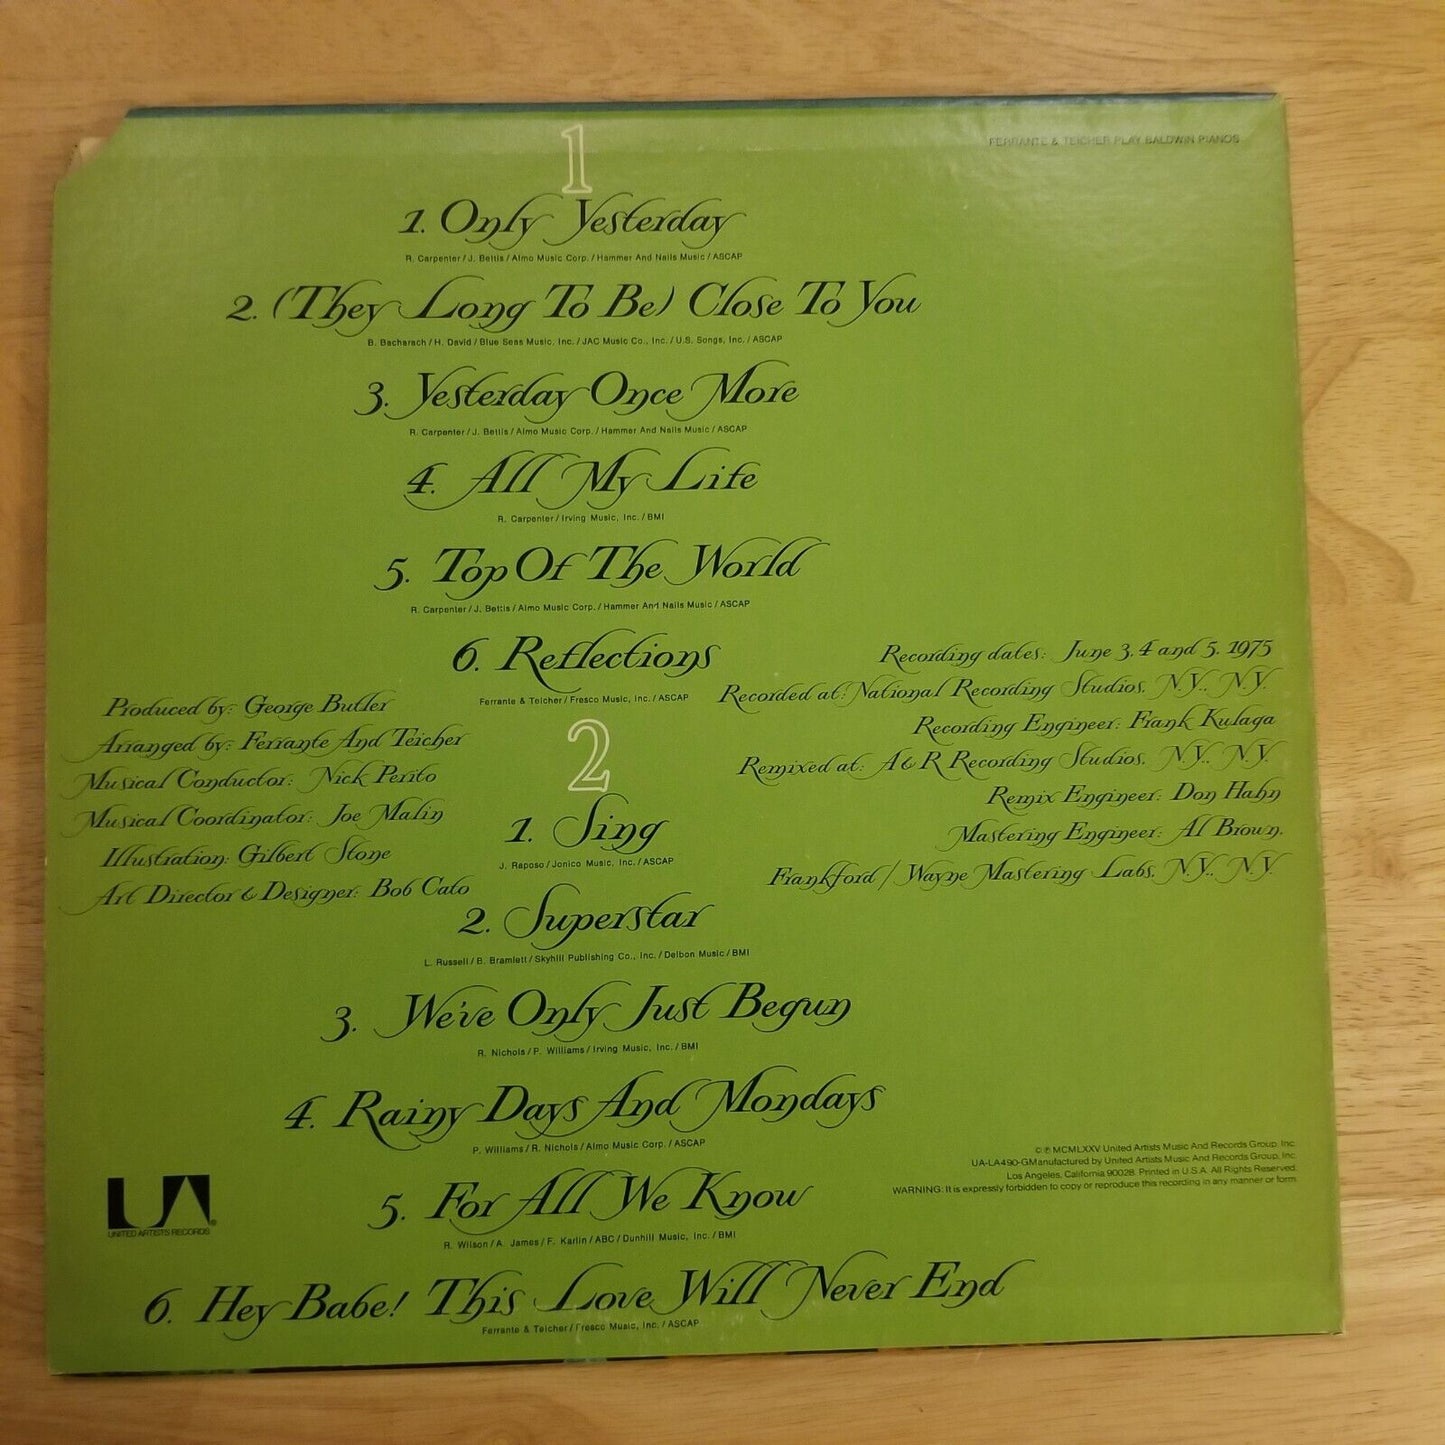 FERRANTE & TEICHER PLAY BALDWIN PIANOS
1
1. Only Yesterday
R. Carpenter / J. Bettis / Almo Music Corp. / Hammer And Nails Music / ASCAP
2. (They Long To Be) Close To You
B. Bacharach / H. David / Blue Seas Music, Inc. / JAC Music Co., Inc. / U.S. Songs, Inc. / ASCAP
3. Yesterday Once More
R. Carpenter / J. Bettis / Almo Music Corp. / Hammer And Nails Music / ASCAP
4. All My Life
R. Carpenter / Irving Music, Inc. / BMI
5. Top Of The World
R. Carpenter / J. Bettis / Almo Music Corp. / Hammer And Nails Music / ASCAP
6. Reflections
Ferrante & Teicher / Fresco Music, Inc. / ASCAP
Produced by: George Butler
Arranged by: Ferrante And Teicher
Musical Conductor: Nick Perito
Musical Coordinator: Joe Malin
Illustration: Gilbert Stone
Art Director & Designer: Bob Cato
Recording dates: June 3, 4 and 5, 1975
Recorded at: National Recording Studios, N.Y., N.Y.
Recording Engineer: Frank Kulaga
Remixed at: A & R Recording Studios, N.Y., N.Y.
Remix Engineer: Don Hahn
Mastering Engineer: Al Brown,
Frankford / Wayne Mastering Labs, N.Y., N.Y.
2
1. Sing
J. Raposo / Jonico Music, Inc. / ASCAP
2. Superstar
L. Russell / B. Bramlett / Skyhill Publishing Co., Inc. / Delbon Music / BMI
3. We've Only Just Begun
R. Nichols / P. Williams / Irving Music, Inc. / BMI
4. Rainy Days And Mondays
P. Williams / R. Nichols / Almo Music Corp. / ASCAP
5. For All We Know
R. Wilson / A. James / F. Karlin / ABC / Dunhill Music, Inc. / BMI
6. Hey Babe! This Love Will Never End
Ferrante & Teicher / Fresco Music, Inc. / ASCAP
© ℗ MCMLXXV United Artists Music And Records Group, Inc.
UA-LA490-G Manufactured by United Artists Music And Records Group, Inc.
Los Angeles, California 90028. Printed in U.S.A. All Rights Reserved.
WARNING: It is expressly forbidden to copy or reproduce this recording in any manner or form.
UA
UNITED ARTISTS RECORDS ®